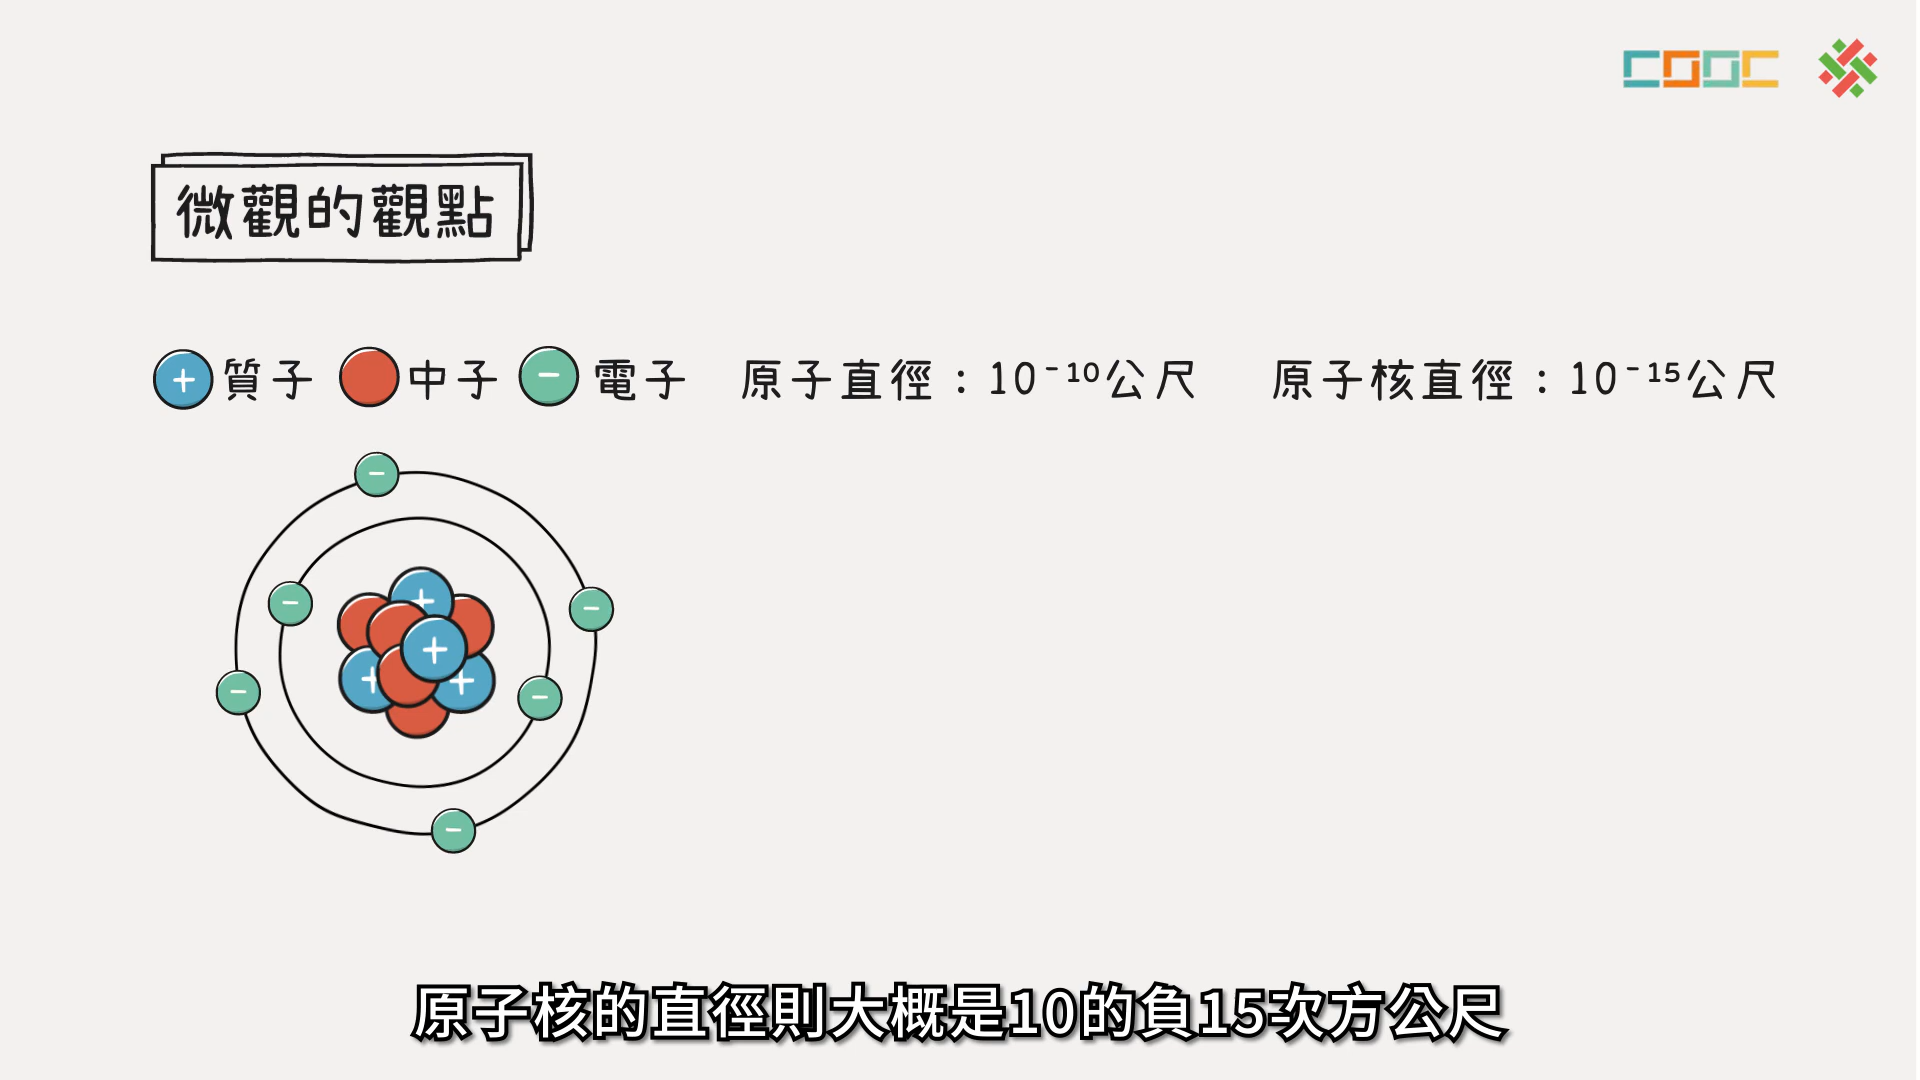 COOC
微觀的觀點
質子 中子 電子 原子直徑：10⁻¹⁰公尺 原子核直徑：10⁻¹⁵公尺
原子核的直徑則大概是10的負15次方公尺